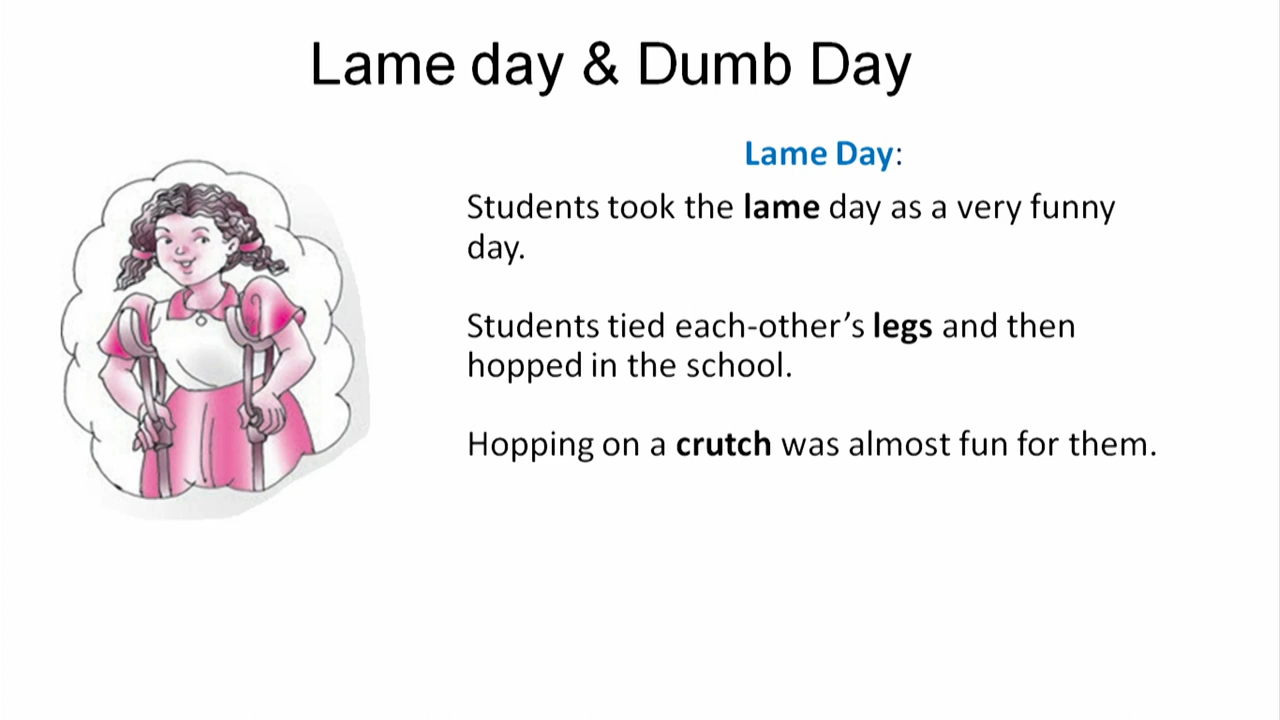 Lame day & Dumb Day
Lame Day:
Students took the lame day as a very funny
day.
Students tied each-other’s legs and then
hopped in the school.
Hopping on a crutch was almost fun for them.